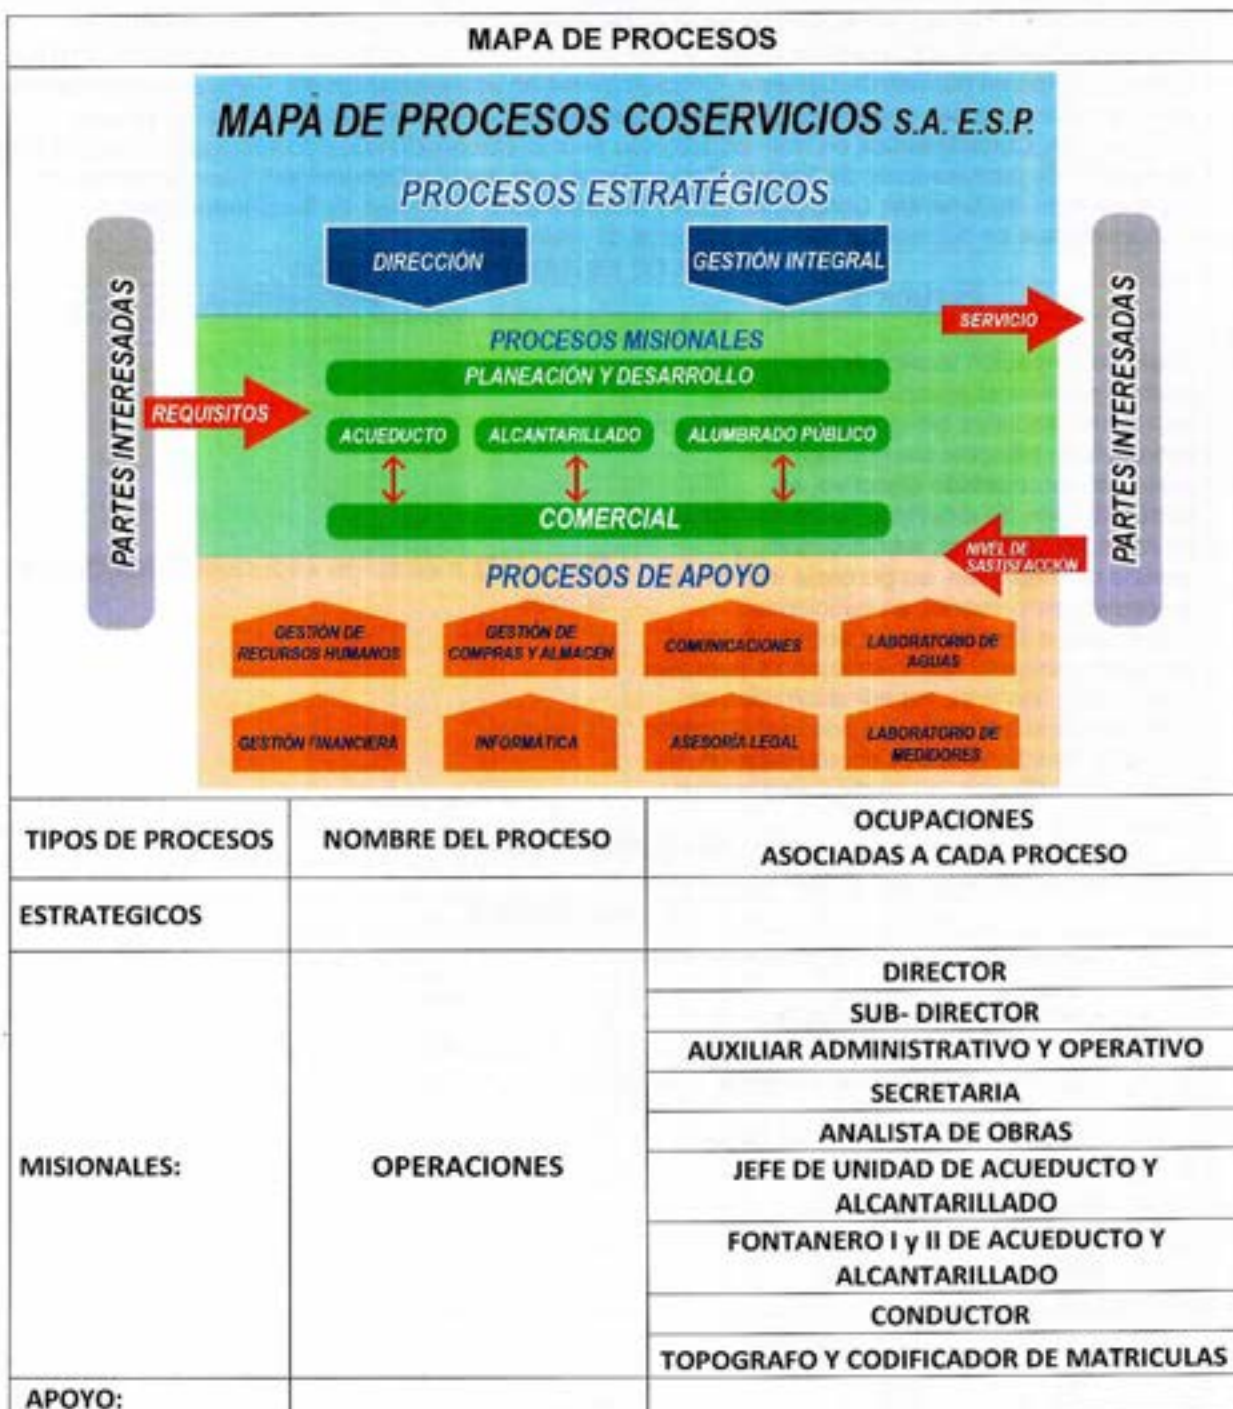 MAPA DE PROCESOS
MAPA DE PROCESOS COSERVICIOS S.A. E.S.P.
PROCESOS ESTRATÉGICOS
DIRECCIÓN
GESTIÓN INTEGRAL
PARTES INTERESADAS
REQUISITOS
SERVICIO
PARTES INTERESADAS
PROCESOS MISIONALES
PLANEACIÓN Y DESARROLLO
ACUEDUCTO
ALCANTARILLADO
ALUMBRADO PÚBLICO
COMERCIAL
NIVEL DE
SASTISFACCIÓN
PROCESOS DE APOYO
GESTIÓN DE
RECURSOS HUMANOS
GESTIÓN DE
COMPRAS Y ALMACEN
COMUNICACIONES
LABORATORIO DE
AGUAS
GESTIÓN FINANCIERA
INFORMÁTICA
ASESORÍA LEGAL
LABORATORIO DE
MEDIDORES
TIPOS DE PROCESOS
NOMBRE DEL PROCESO
OCUPACIONES
ASOCIADAS A CADA PROCESO
ESTRATEGICOS
MISIONALES:
OPERACIONES
DIRECTOR
SUB- DIRECTOR
AUXILIAR ADMINISTRATIVO Y OPERATIVO
SECRETARIA
ANALISTA DE OBRAS
JEFE DE UNIDAD DE ACUEDUCTO Y
ALCANTARILLADO
FONTANERO I y II DE ACUEDUCTO Y
ALCANTARILLADO
CONDUCTOR
TOPOGRAFO Y CODIFICADOR DE MATRICULAS
APOYO: